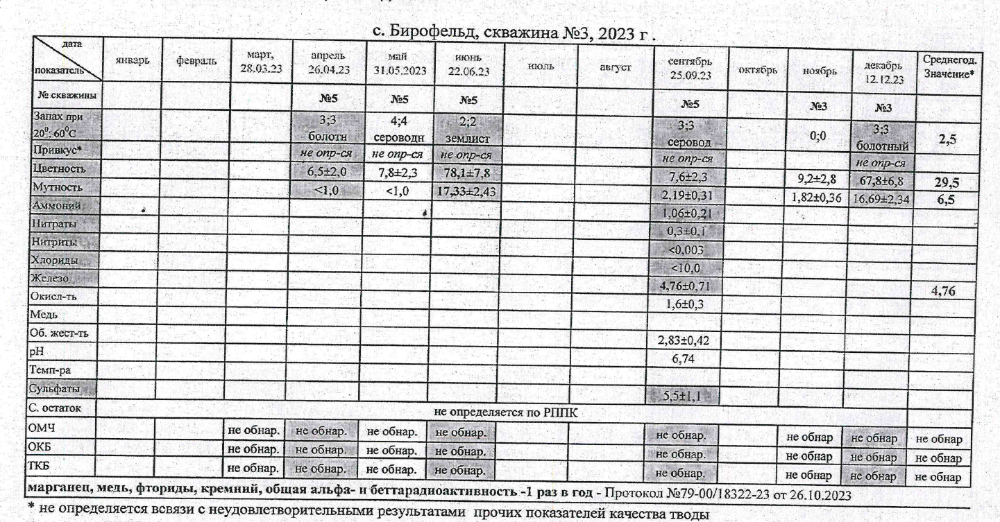 с. Бирофельд, скважина №3, 2023 г .
дата показатель январь февраль март, 28.03.23 апрель 26.04.23 май 31.05.2023 июнь 22.06.23 июль август сентябрь 25.09.23 октябрь ноябрь декабрь 12.12.23 Среднегод. Значение*
№ скважины №5 №5 №5 №5 №3 №3
Запах при 20⁰; 60⁰С 3;3 болотн 4;4 сероводн 2;2 землист 3;3 серовод 0;0 3;3 болотный 2,5
Привкус* не опр-ся не опр-ся не опр-ся не опр-ся не опр-ся
Цветность 6,5±2,0 7,8±2,3 78,1±7,8 7,6±2,3 9,2±2,8 67,8±6,8 29,5
Мутность <1,0 <1,0 17,33±2,43 2,19±0,31 1,82±0,36 16,69±2,34 6,5
Аммоний 1,06±0,21
Нитраты 0,3±0,1
Нитриты <0,003
Хлориды <10,0
Железо 4,76±0,71 4,76
Окисл-ть 1,6±0,3
Медь
Об. жест-ть 2,83±0,42
рН 6,74
Темп-ра
Сульфаты 5,5±1,1
С. остаток не определяется по РППК
ОМЧ не обнар. не обнар. не обнар. не обнар. не обнар. не обнар не обнар не обнар
ОКБ не обнар. не обнар. не обнар. не обнар. не обнар. не обнар не обнар не обнар
ТКБ не обнар. не обнар. не обнар. не обнар. не обнар. не обнар не обнар не обнар
марганец, медь, фториды, кремний, общая альфа- и беттарадиоактивность -1 раз в год - Протокол №79-00/18322-23 от 26.10.2023
* не определяется всвязи с неудовлетворительными результатами прочих показателей качества тводы